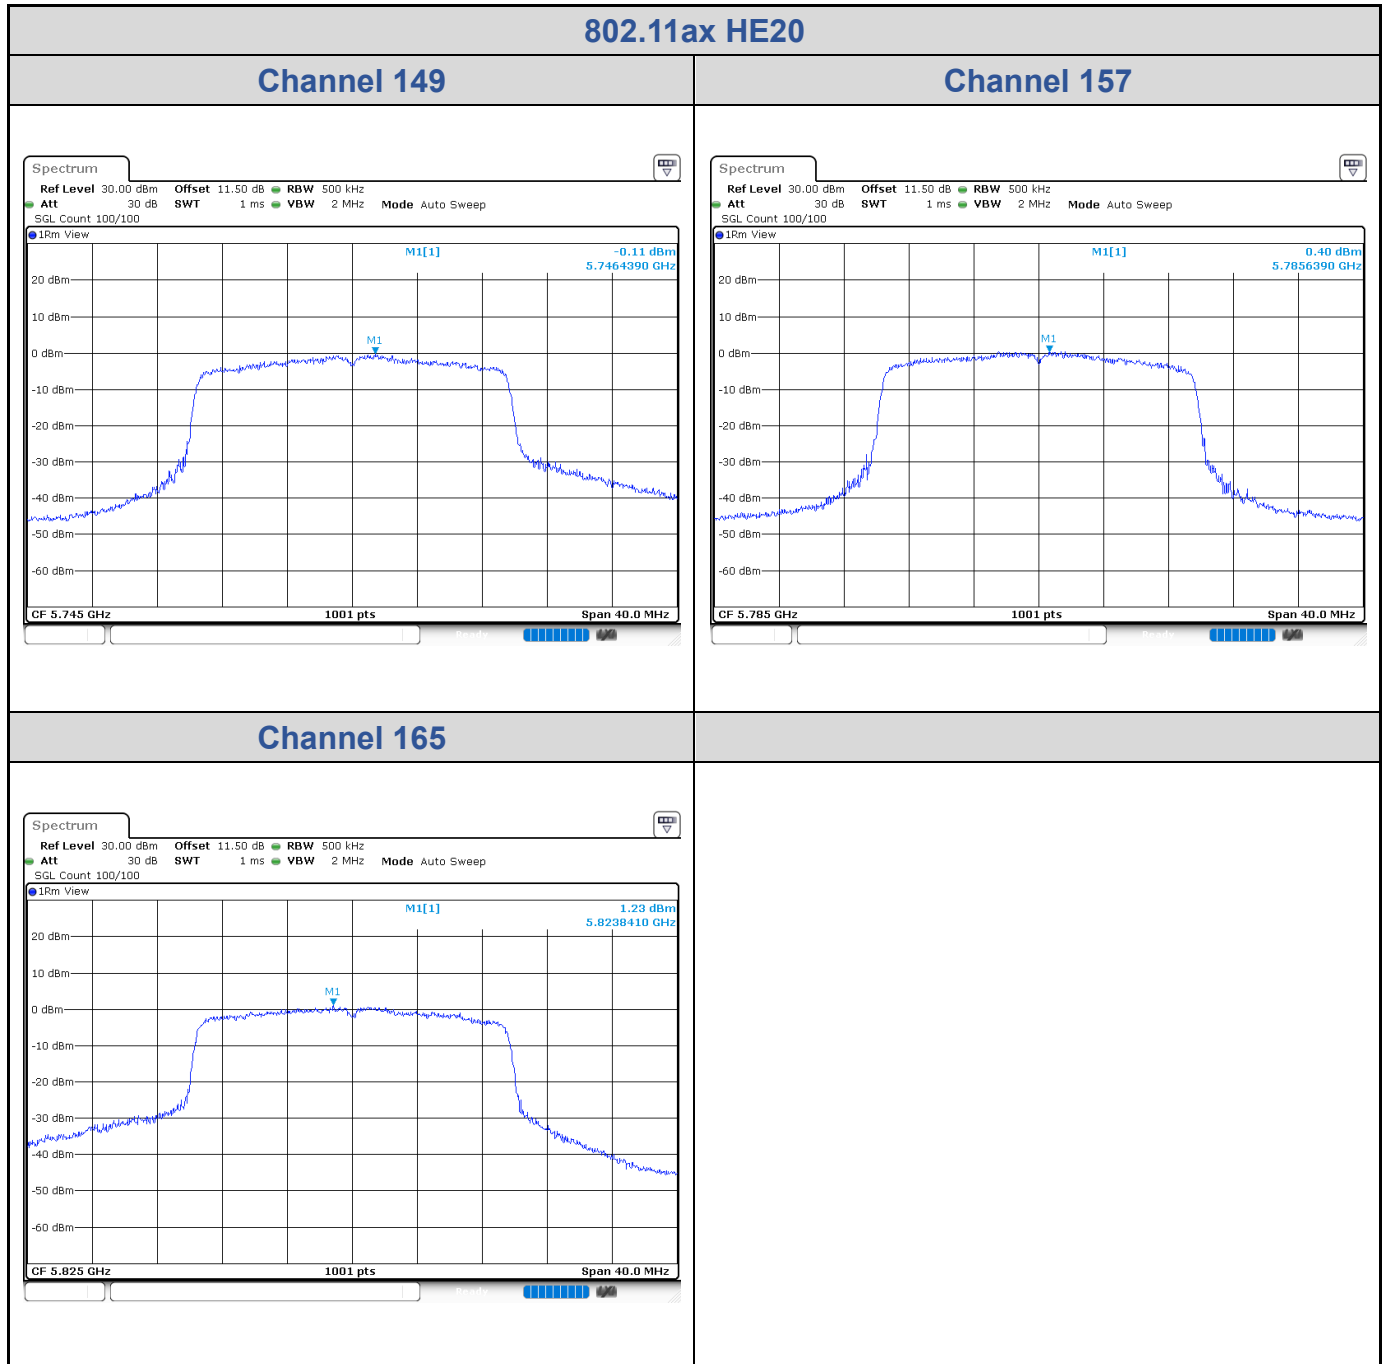 802.11ax HE20
Channel 149
Channel 157
Spectrum
Ref Level 30.00 dBm Offset 11.50 dB RBW 500 kHz
Att 30 dB SWT 1 ms VBW 2 MHz Mode Auto Sweep
SGL Count 100/100
1Rm View
M1[1] -0.11 dBm
5.7464390 GHz
20 dBm
10 dBm
M1
0 dBm
-10 dBm
-20 dBm
-30 dBm
-40 dBm
-50 dBm
-60 dBm
CF 5.745 GHz 1001 pts Span 40.0 MHz
Ready
Spectrum
Ref Level 30.00 dBm Offset 11.50 dB RBW 500 kHz
Att 30 dB SWT 1 ms VBW 2 MHz Mode Auto Sweep
SGL Count 100/100
1Rm View
M1[1] 0.40 dBm
5.7856390 GHz
20 dBm
10 dBm
M1
0 dBm
-10 dBm
-20 dBm
-30 dBm
-40 dBm
-50 dBm
-60 dBm
CF 5.785 GHz 1001 pts Span 40.0 MHz
Ready
Channel 165
Spectrum
Ref Level 30.00 dBm Offset 11.50 dB RBW 500 kHz
Att 30 dB SWT 1 ms VBW 2 MHz Mode Auto Sweep
SGL Count 100/100
1Rm View
M1[1] 1.23 dBm
5.8238410 GHz
20 dBm
10 dBm
M1
0 dBm
-10 dBm
-20 dBm
-30 dBm
-40 dBm
-50 dBm
-60 dBm
CF 5.825 GHz 1001 pts Span 40.0 MHz
Ready